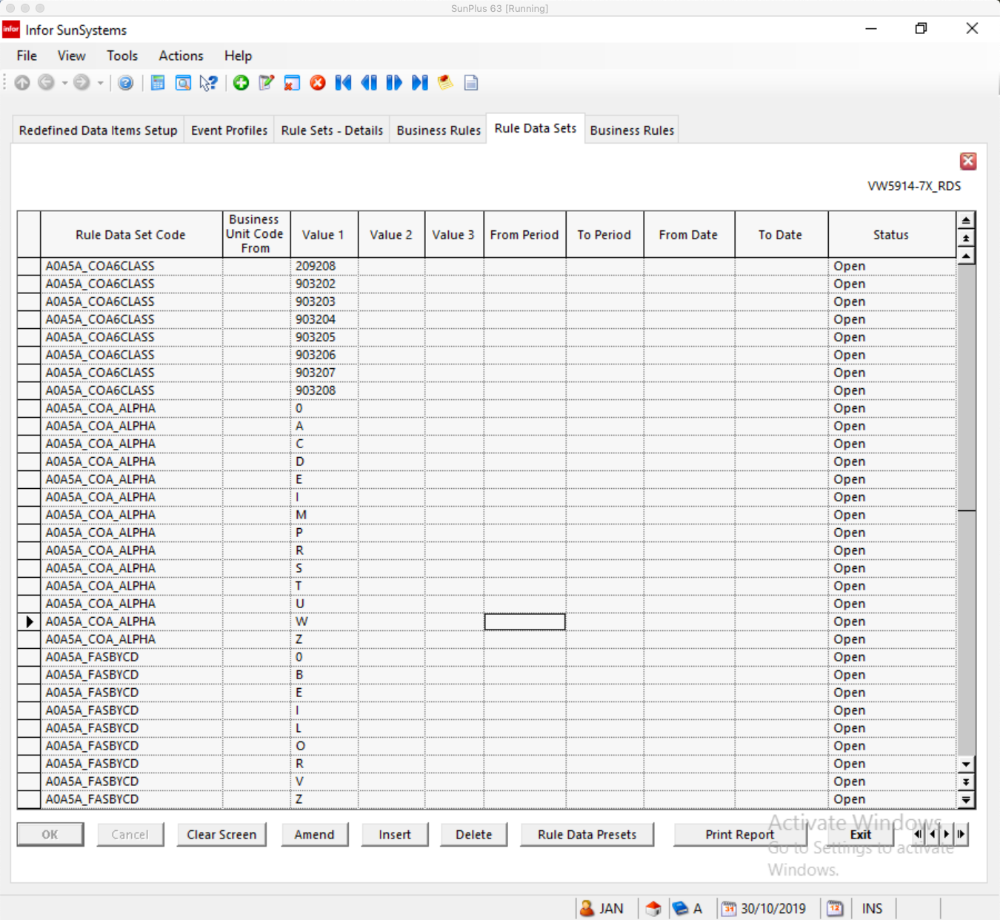 SunPlus 63 [Running]
infor Infor SunSystems
File View Tools Actions Help
Redefined Data Items Setup Event Profiles Rule Sets - Details Business Rules Rule Data Sets Business Rules
VW5914-7X_RDS
Rule Data Set Code Business Unit Code From Value 1 Value 2 Value 3 From Period To Period From Date To Date Status
A0A5A_COA6CLASS 209208 Open
A0A5A_COA6CLASS 903202 Open
A0A5A_COA6CLASS 903203 Open
A0A5A_COA6CLASS 903204 Open
A0A5A_COA6CLASS 903205 Open
A0A5A_COA6CLASS 903206 Open
A0A5A_COA6CLASS 903207 Open
A0A5A_COA6CLASS 903208 Open
A0A5A_COA_ALPHA 0 Open
A0A5A_COA_ALPHA A Open
A0A5A_COA_ALPHA C Open
A0A5A_COA_ALPHA D Open
A0A5A_COA_ALPHA E Open
A0A5A_COA_ALPHA I Open
A0A5A_COA_ALPHA M Open
A0A5A_COA_ALPHA P Open
A0A5A_COA_ALPHA R Open
A0A5A_COA_ALPHA S Open
A0A5A_COA_ALPHA T Open
A0A5A_COA_ALPHA U Open
A0A5A_COA_ALPHA W Open
A0A5A_COA_ALPHA Z Open
A0A5A_FASBYCD 0 Open
A0A5A_FASBYCD B Open
A0A5A_FASBYCD E Open
A0A5A_FASBYCD I Open
A0A5A_FASBYCD L Open
A0A5A_FASBYCD O Open
A0A5A_FASBYCD R Open
A0A5A_FASBYCD V Open
A0A5A_FASBYCD Z Open
OK Cancel Clear Screen Amend Insert Delete Rule Data Presets Print Report Exit
Activate Windows
Go to Settings to activate
Windows.
JAN A 31 30/10/2019 12 INS